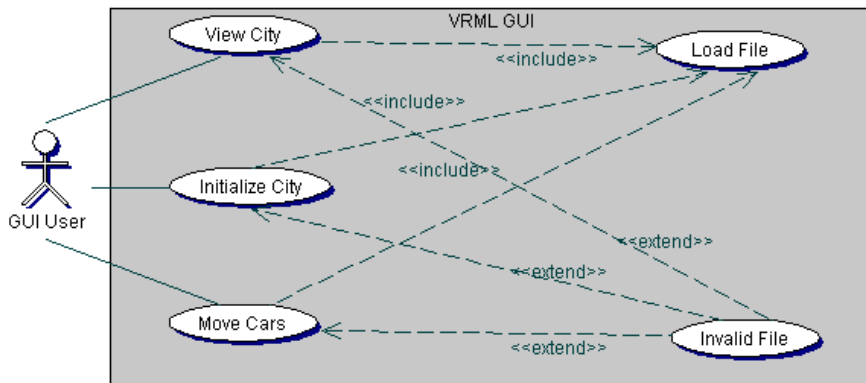 VRML GUI
View City
Load File
<<include>>
<<include>>
<<include>>
Initialize City
GUI User
<<extend>>
<<extend>>
Move Cars
Invalid File
<<extend>>